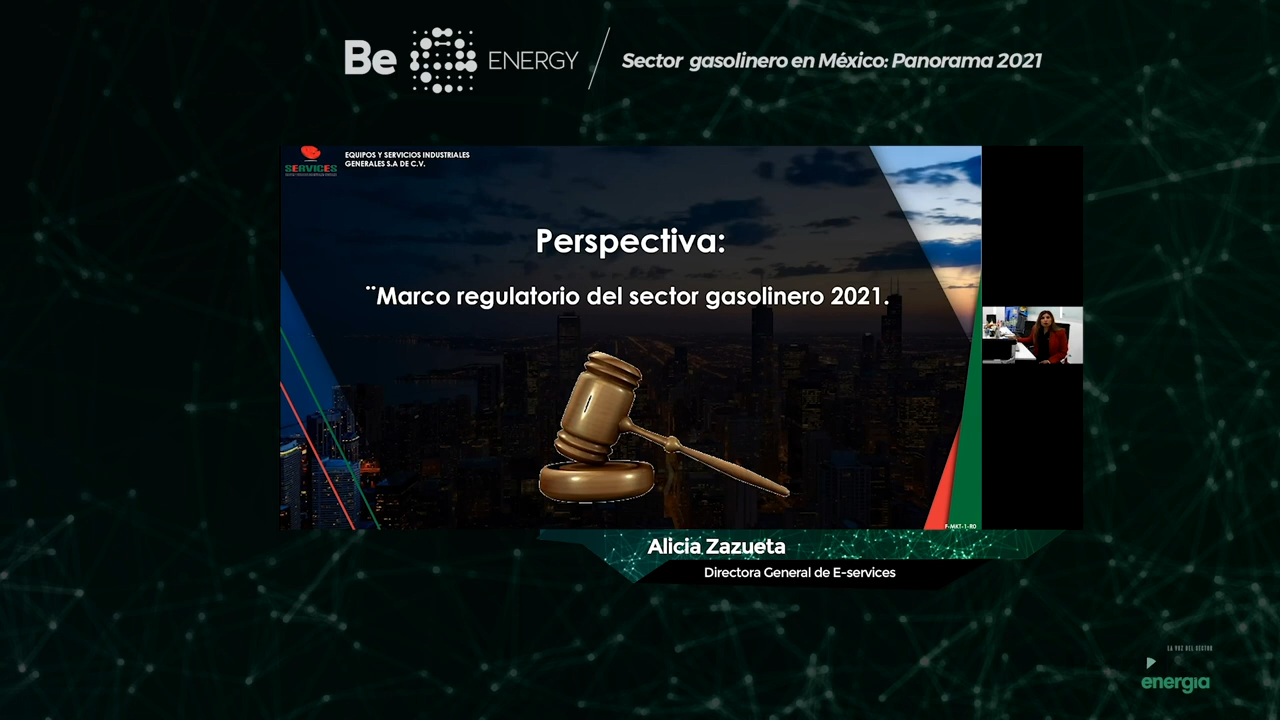 Be ENERGY
Sector gasolinero en México: Panorama 2021
SERVICES
EQUIPOS Y SERVICIOS INDUSTRIALES
GENERALES S.A DE C.V.
Perspectiva:
¨Marco regulatorio del sector gasolinero 2021.
F-MKT-1-R0
Alicia Zazueta
Directora General de E-services
LA VOZ DEL SECTOR
energía